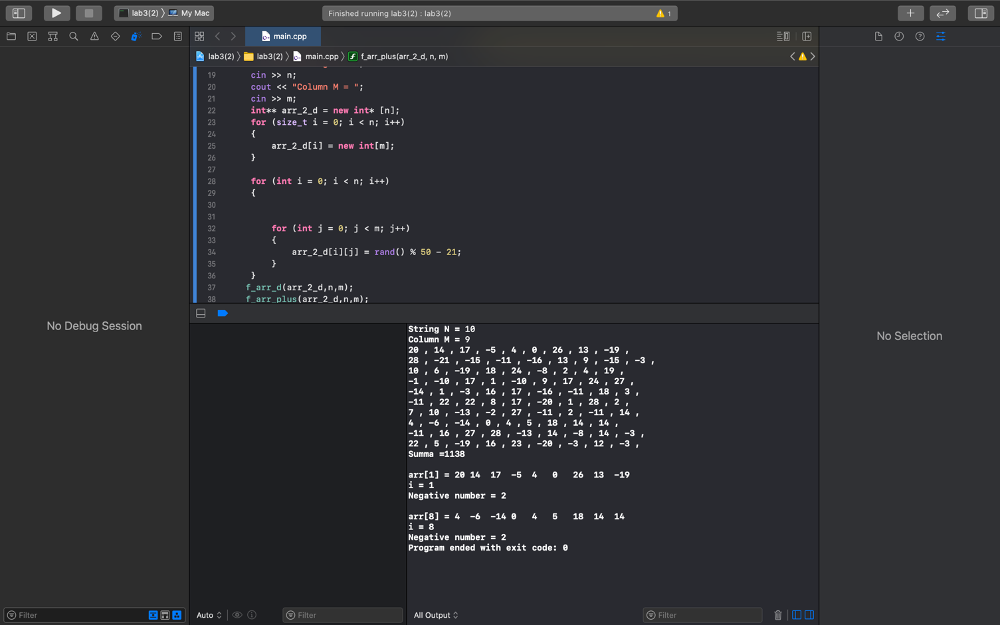 lab3(2) 〉 My Mac
Finished running lab3(2) : lab3(2)
1
main.cpp
lab3(2) 〉 lab3(2) 〉 main.cpp 〉 f_arr_plus(arr_2_d, n, m)
19 cin >> n;
20 cout << "Column M = ";
21 cin >> m;
22 int** arr_2_d = new int* [n];
23 for (size_t i = 0; i < n; i++)
24 {
25 arr_2_d[i] = new int[m];
26 }
27
28 for (int i = 0; i < n; i++)
29 {
30
31
32 for (int j = 0; j < m; j++)
33 {
34 arr_2_d[i][j] = rand() % 50 - 21;
35 }
36 }
37 f_arr_d(arr_2_d,n,m);
38 f_arr_plus(arr_2_d,n,m);
No Debug Session
No Selection
String N = 10
Column M = 9
20 , 14 , 17 , -5 , 4 , 0 , 26 , 13 , -19 ,
28 , -21 , -15 , -11 , -16 , 13 , 9 , -15 , -3 ,
10 , 6 , -19 , 18 , 24 , -8 , 2 , 4 , 19 ,
-1 , -10 , 17 , 1 , -10 , 9 , 17 , 24 , 27 ,
-14 , 1 , -3 , 16 , 17 , -16 , -11 , 18 , 3 ,
-11 , 22 , 22 , 8 , 17 , -20 , 1 , 28 , 2 ,
7 , 10 , -13 , -2 , 27 , -11 , 2 , -11 , 14 ,
4 , -6 , -14 , 0 , 4 , 5 , 18 , 14 , 14 ,
-11 , 16 , 27 , 28 , -13 , 14 , -8 , 14 , -3 ,
22 , 5 , -19 , 16 , 23 , -20 , -3 , 12 , -3 ,
Summa =1138
arr[1] = 20 14 17 -5 4 0 26 13 -19
i = 1
Negative number = 2
arr[8] = 4 -6 -14 0 4 5 18 14 14
i = 8
Negative number = 2
Program ended with exit code: 0
Filter
Auto
Filter
All Output
Filter